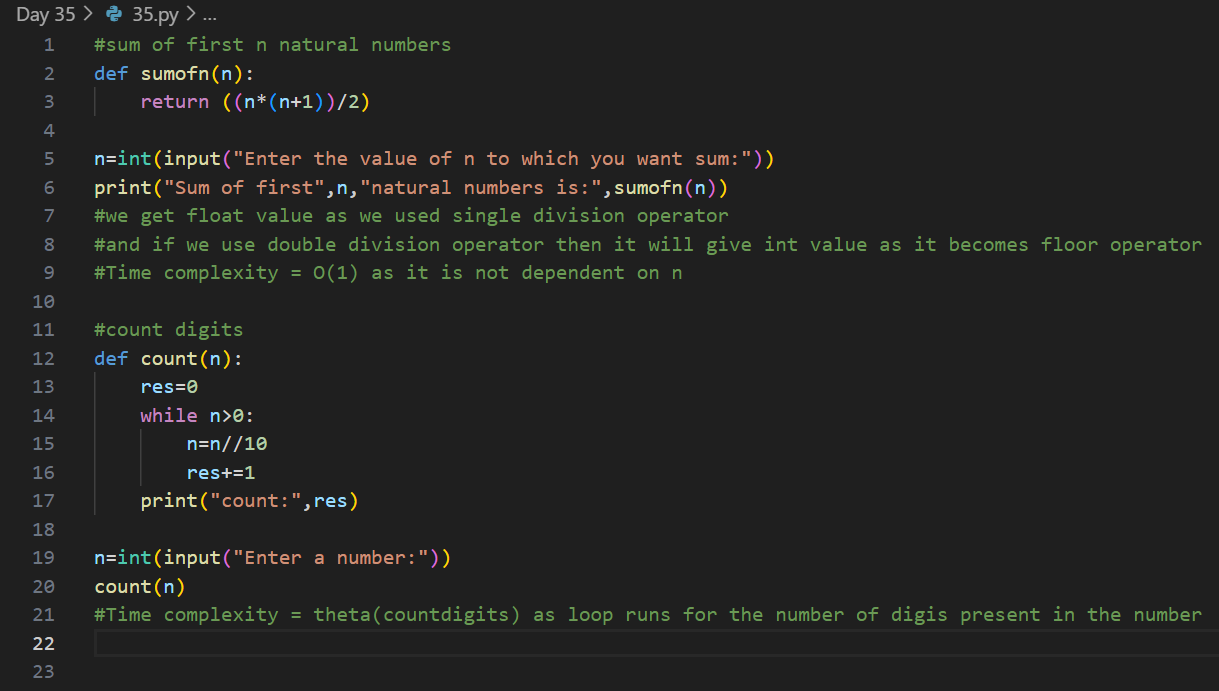 Day 35 > 35.py > ...
1 #sum of first n natural numbers
2 def sumofn(n):
3     return ((n*(n+1))/2)
4
5 n=int(input("Enter the value of n to which you want sum:"))
6 print("Sum of first",n,"natural numbers is:",sumofn(n))
7 #we get float value as we used single division operator
8 #and if we use double division operator then it will give int value as it becomes floor operator
9 #Time complexity = O(1) as it is not dependent on n
10
11 #count digits
12 def count(n):
13     res=0
14     while n>0:
15         n=n//10
16         res+=1
17     print("count:",res)
18
19 n=int(input("Enter a number:"))
20 count(n)
21 #Time complexity = theta(countdigits) as loop runs for the number of digis present in the number
22
23